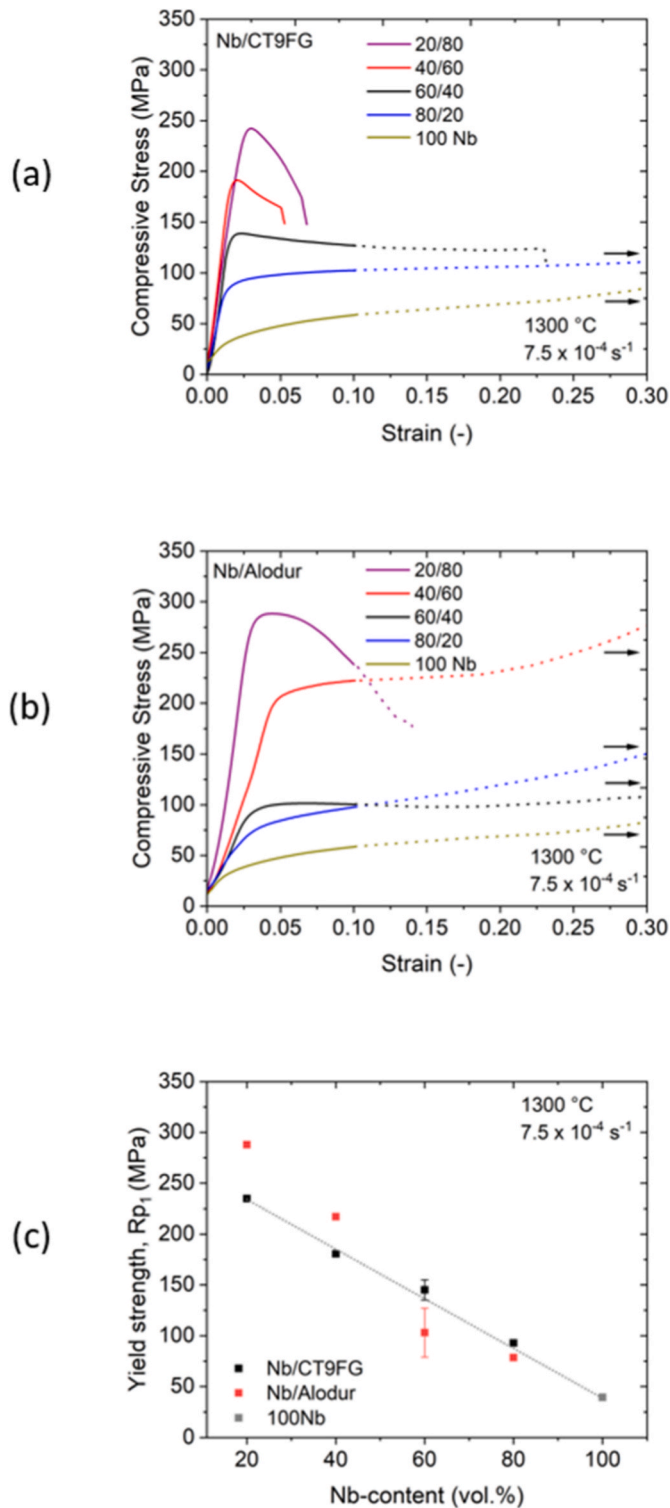 (a)
Nb/CT9FG
20/80
40/60
60/40
80/20
100 Nb
1300 °C
7.5 x 10⁻⁴ s⁻¹
Compressive Stress (MPa)
350
300
250
200
150
100
50
0
0.00 0.05 0.10 0.15 0.20 0.25 0.30
Strain (-)
(b)
Nb/Alodur
20/80
40/60
60/40
80/20
100 Nb
1300 °C
7.5 x 10⁻⁴ s⁻¹
Compressive Stress (MPa)
350
300
250
200
150
100
50
0
0.00 0.05 0.10 0.15 0.20 0.25 0.30
Strain (-)
(c)
1300 °C
7.5 x 10⁻⁴ s⁻¹
Yield strength, Rp₁ (MPa)
350
300
250
200
150
100
50
0
Nb/CT9FG
Nb/Alodur
100Nb
20 40 60 80 100
Nb-content (vol.%)